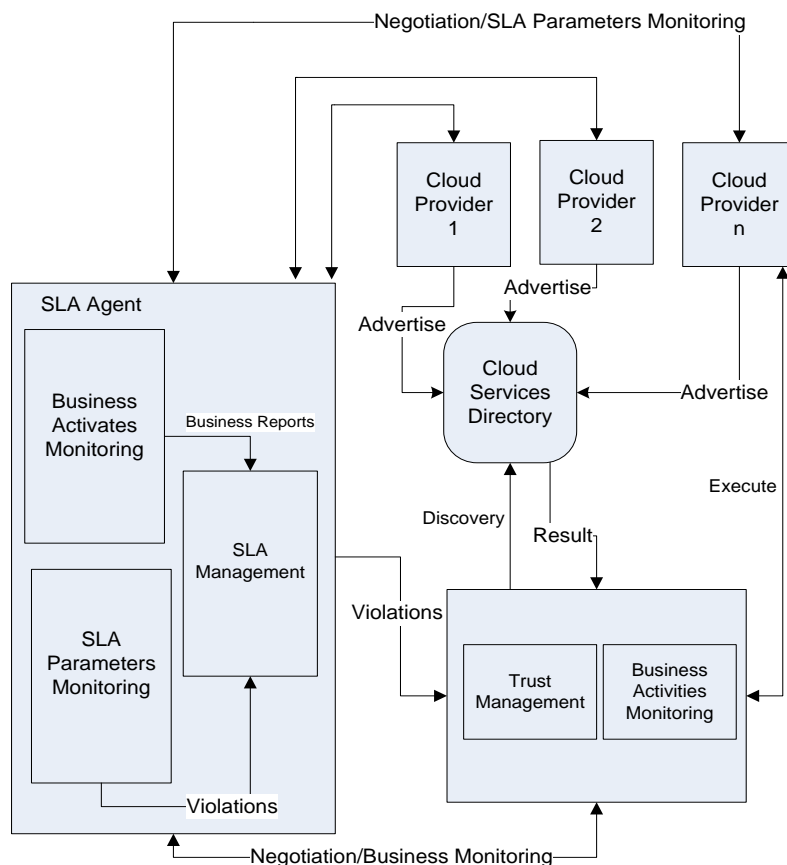 Negotiation/SLA Parameters Monitoring
Cloud
Provider
1
Cloud
Provider
2
Cloud
Provider
n
Advertise
Advertise
Advertise
SLA Agent
Business
Activates
Monitoring
Business Reports
SLA
Management
SLA
Parameters
Monitoring
Violations
Cloud
Services
Directory
Discovery
Result
Execute
Violations
Trust
Management
Business
Activities
Monitoring
Negotiation/Business Monitoring